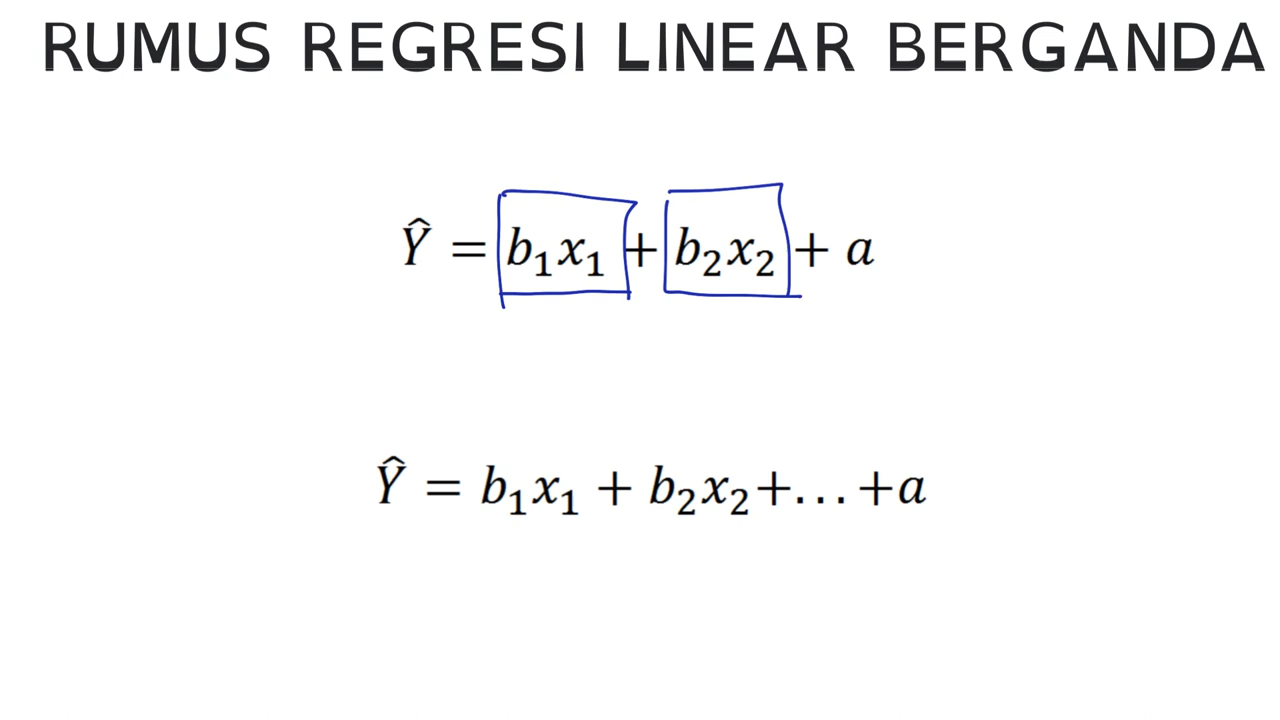 RUMUS REGRESI LINEAR BERGANDA
Ŷ = b₁x₁ + b₂x₂ + a
Ŷ = b₁x₁ + b₂x₂+...+a